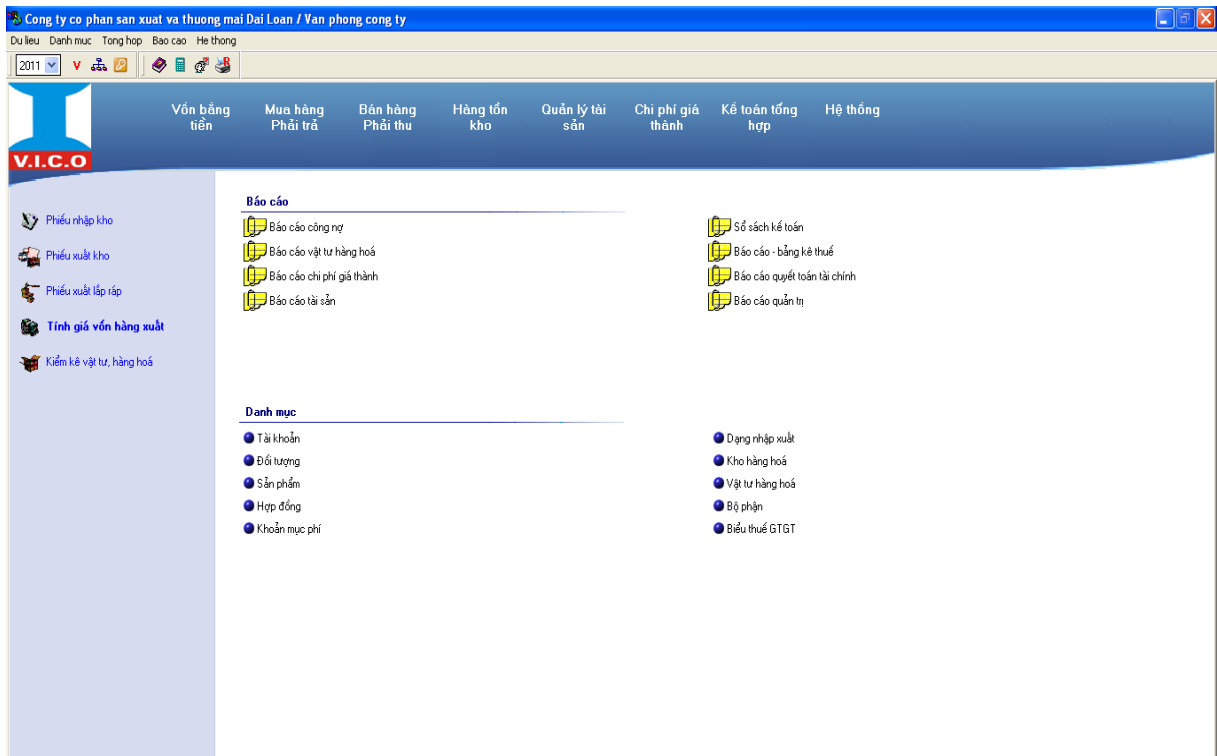 Cong ty co phan san xuat va thuong mai Dai Loan / Van phong cong ty
Du lieu Danh muc Tong hop Bao cao He thong
2011 V
Vốn bằng tiền
Mua hàng Phải trả
Bán hàng Phải thu
Hàng tồn kho
Quản lý tài sản
Chi phí giá thành
Kế toán tổng hợp
Hệ thống
V.I.C.O
Phiếu nhập kho
Phiếu xuất kho
Phiếu xuất lắp ráp
Tính giá vốn hàng xuất
Kiểm kê vật tư, hàng hoá
Báo cáo
Báo cáo công nợ
Sổ sách kế toán
Báo cáo vật tư hàng hoá
Báo cáo - bảng kê thuế
Báo cáo chi phí giá thành
Báo cáo quyết toán tài chính
Báo cáo tài sản
Báo cáo quản trị
Danh mục
Tài khoản
Dạng nhập xuất
Đối tượng
Kho hàng hoá
Sản phẩm
Vật tư hàng hoá
Hợp đồng
Bộ phận
Khoản mục phí
Biểu thuế GTGT